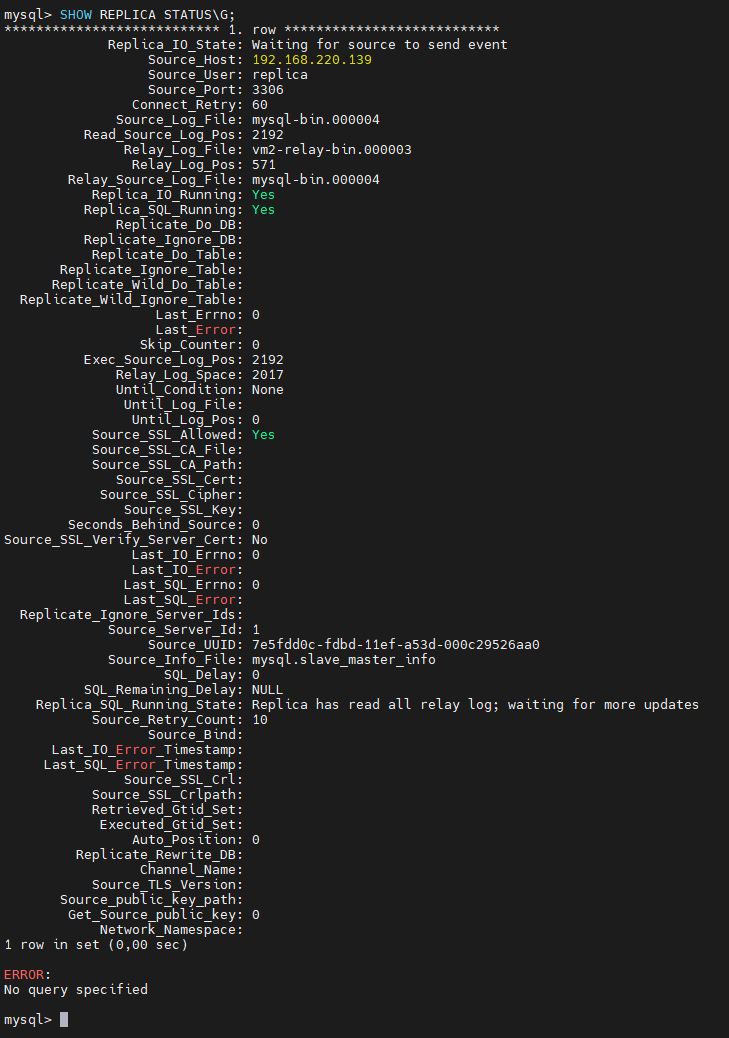 mysql> SHOW REPLICA STATUS\G;
*************************** 1. row ***************************
Replica_IO_State: Waiting for source to send event
Source_Host: 192.168.220.139
Source_User: replica
Source_Port: 3306
Connect_Retry: 60
Source_Log_File: mysql-bin.000004
Read_Source_Log_Pos: 2192
Relay_Log_File: vm2-relay-bin.000003
Relay_Log_Pos: 571
Relay_Source_Log_File: mysql-bin.000004
Replica_IO_Running: Yes
Replica_SQL_Running: Yes
Replicate_Do_DB:
Replicate_Ignore_DB:
Replicate_Do_Table:
Replicate_Ignore_Table:
Replicate_Wild_Do_Table:
Replicate_Wild_Ignore_Table:
Last_Errno: 0
Last_Error:
Skip_Counter: 0
Exec_Source_Log_Pos: 2192
Relay_Log_Space: 2017
Until_Condition: None
Until_Log_File:
Until_Log_Pos: 0
Source_SSL_Allowed: Yes
Source_SSL_CA_File:
Source_SSL_CA_Path:
Source_SSL_Cert:
Source_SSL_Cipher:
Source_SSL_Key:
Seconds_Behind_Source: 0
Source_SSL_Verify_Server_Cert: No
Last_IO_Errno: 0
Last_IO_Error:
Last_SQL_Errno: 0
Last_SQL_Error:
Replicate_Ignore_Server_Ids:
Source_Server_Id: 1
Source_UUID: 7e5fdd0c-fdbd-11ef-a53d-000c29526aa0
Source_Info_File: mysql.slave_master_info
SQL_Delay: 0
SQL_Remaining_Delay: NULL
Replica_SQL_Running_State: Replica has read all relay log; waiting for more updates
Source_Retry_Count: 10
Source_Bind:
Last_IO_Error_Timestamp:
Last_SQL_Error_Timestamp:
Source_SSL_Crl:
Source_SSL_Crlpath:
Retrieved_Gtid_Set:
Executed_Gtid_Set:
Auto_Position: 0
Replicate_Rewrite_DB:
Channel_Name:
Source_TLS_Version:
Source_public_key_path:
Get_Source_public_key: 0
Network_Namespace:
1 row in set (0,00 sec)
ERROR:
No query specified
mysql>